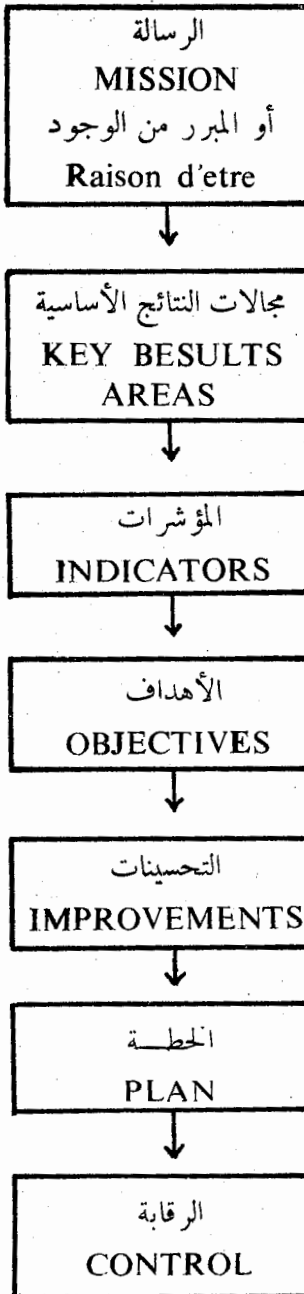 الرسالة
MISSION
أو المبرر من الوجود
Raison d'etre
مجالات النتائج الأساسية
KEY BESULTS
AREAS
المؤشرات
INDICATORS
الأهداف
OBJECTIVES
التحسينات
IMPROVEMENTS
الخطــة
PLAN
الرقابة
CONTROL